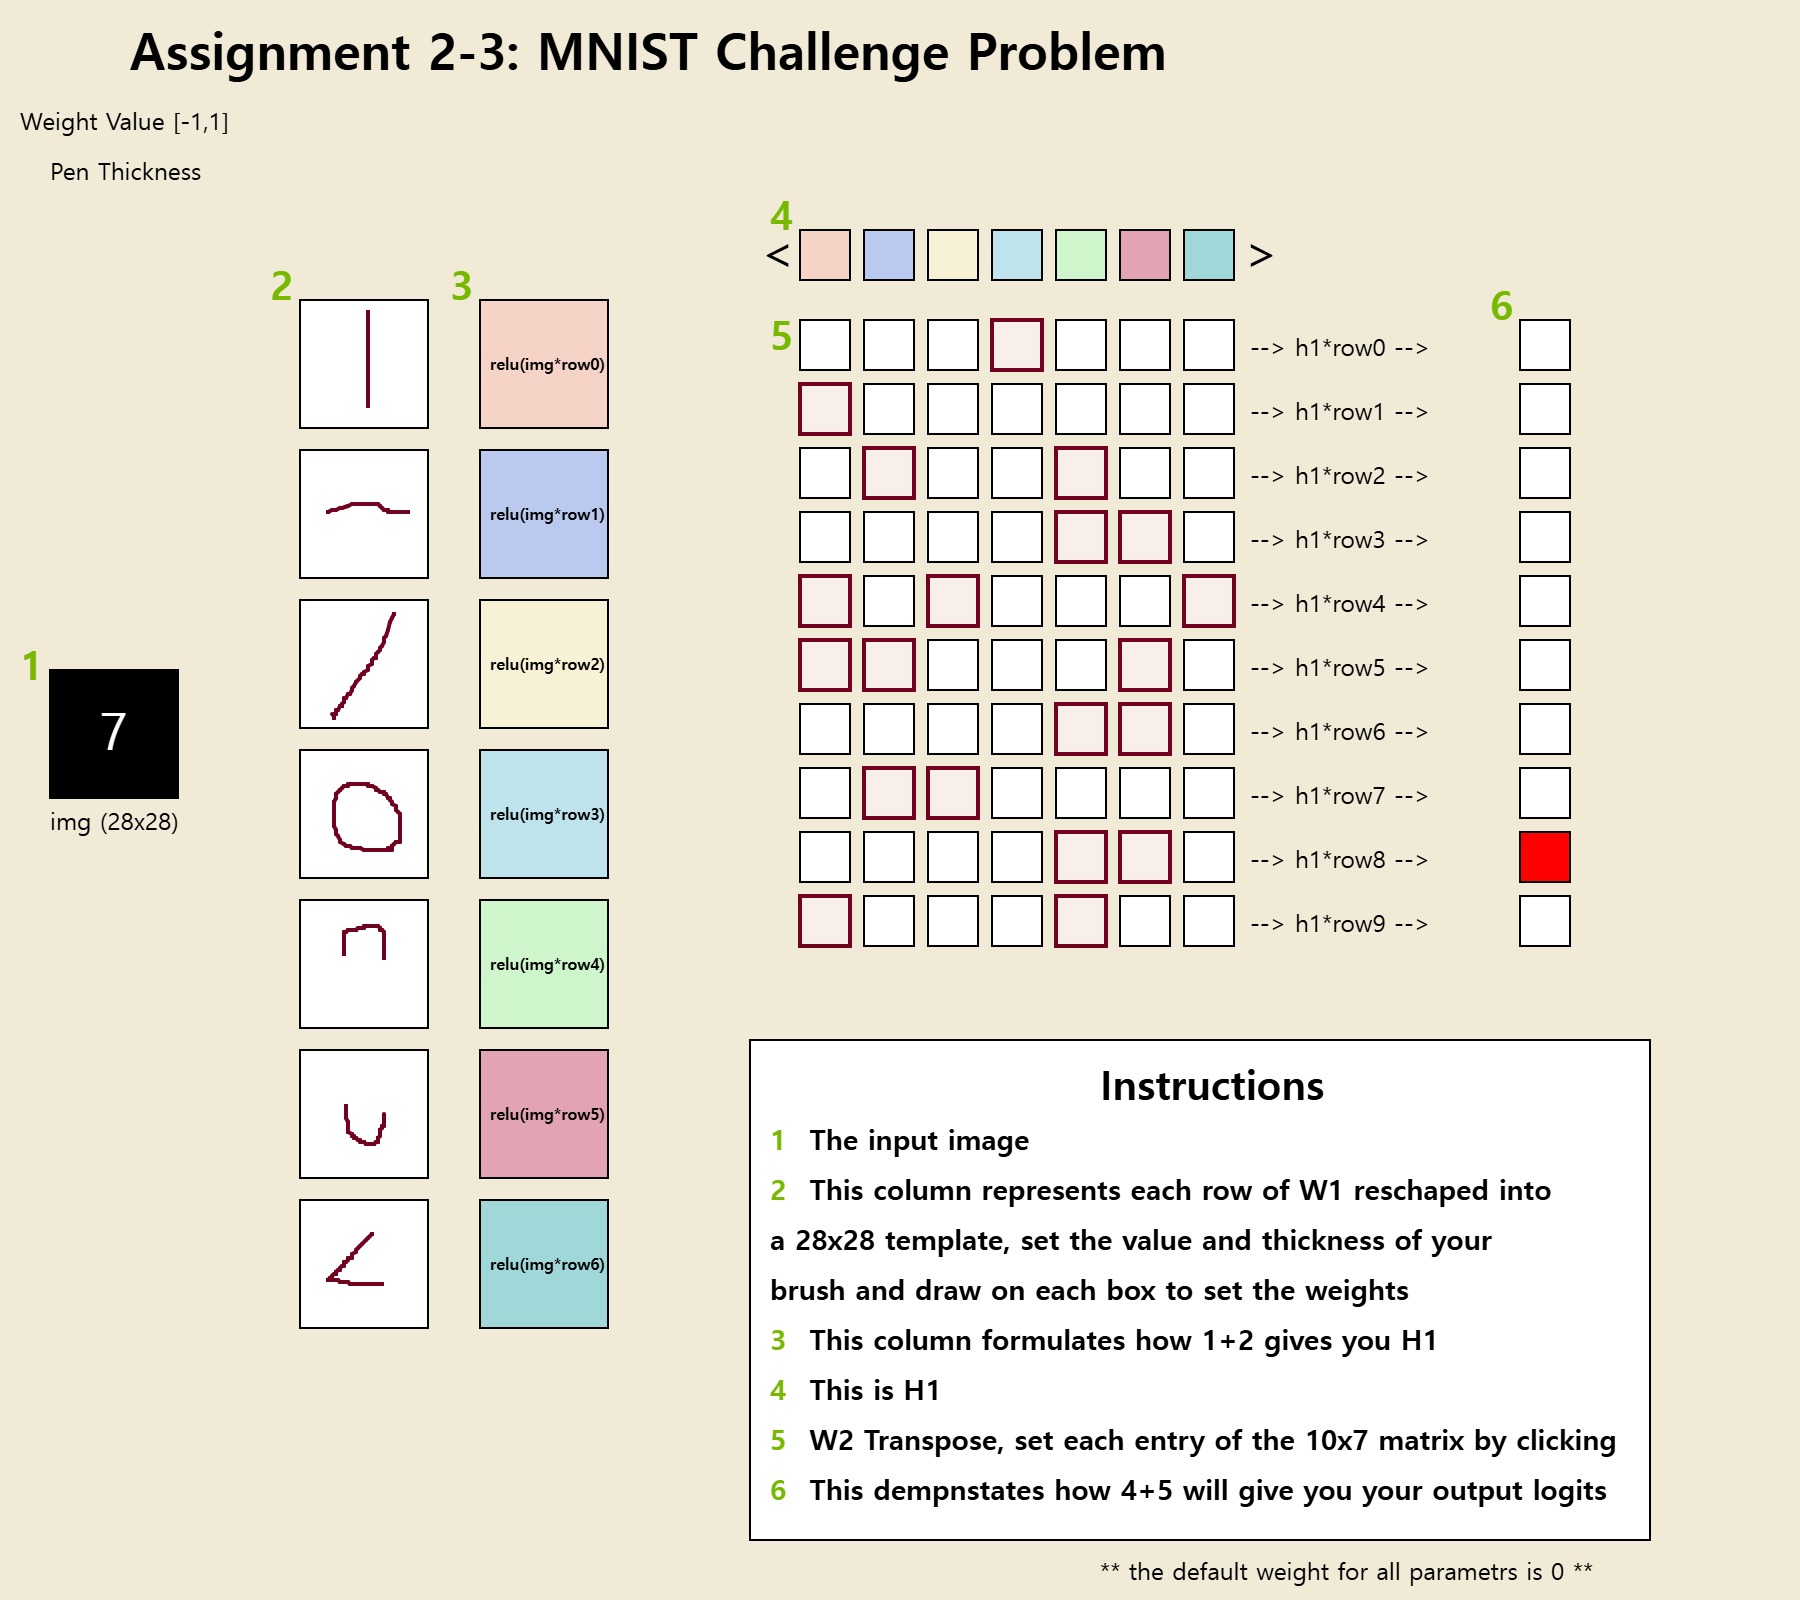 Assignment 2-3: MNIST Challenge Problem
Weight Value [-1,1]
Pen Thickness
4
< >
2 3
5
6
relu(img*row0)
relu(img*row1)
relu(img*row2)
relu(img*row3)
relu(img*row4)
relu(img*row5)
relu(img*row6)
1
7
img (28x28)
--> h1*row0 -->
--> h1*row1 -->
--> h1*row2 -->
--> h1*row3 -->
--> h1*row4 -->
--> h1*row5 -->
--> h1*row6 -->
--> h1*row7 -->
--> h1*row8 -->
--> h1*row9 -->
Instructions
1 The input image
2 This column represents each row of W1 reschaped into
a 28x28 template, set the value and thickness of your
brush and draw on each box to set the weights
3 This column formulates how 1+2 gives you H1
4 This is H1
5 W2 Transpose, set each entry of the 10x7 matrix by clicking
6 This dempnstates how 4+5 will give you your output logits
** the default weight for all parametrs is 0 **